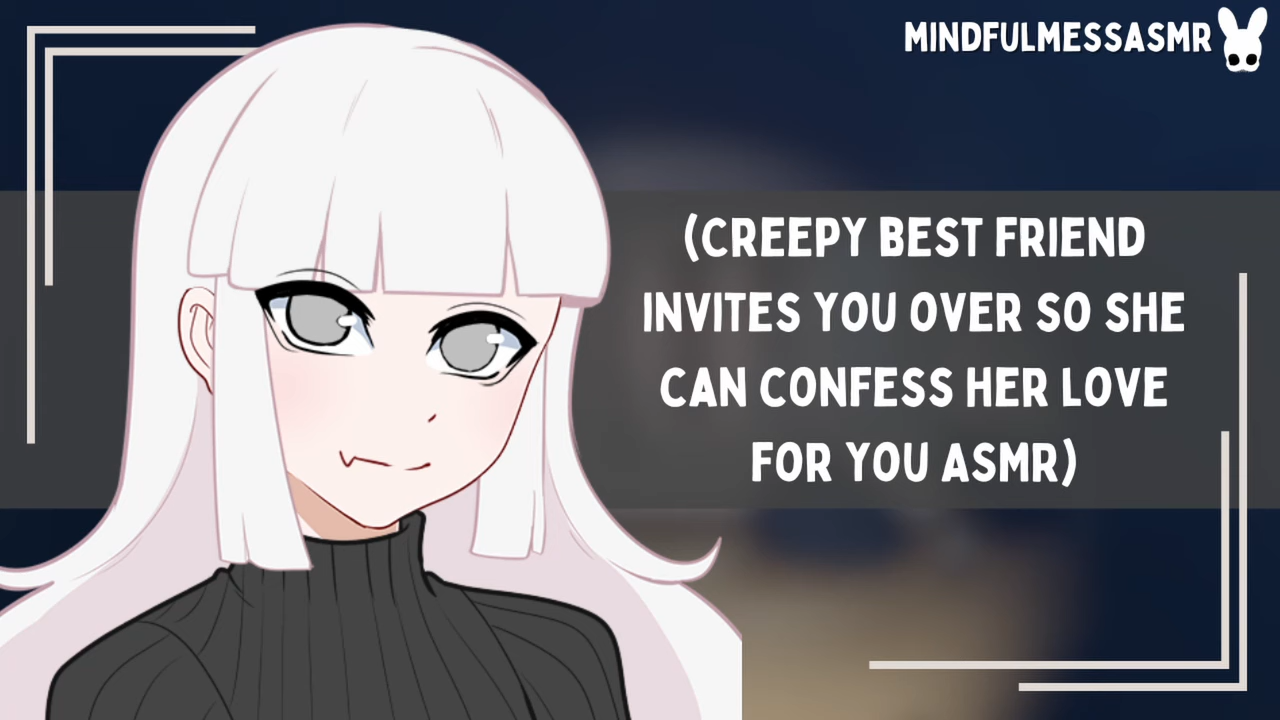 MINDFULMESSASMR
(CREEPY BEST FRIEND
INVITES YOU OVER SO SHE
CAN CONFESS HER LOVE
FOR YOU ASMR)